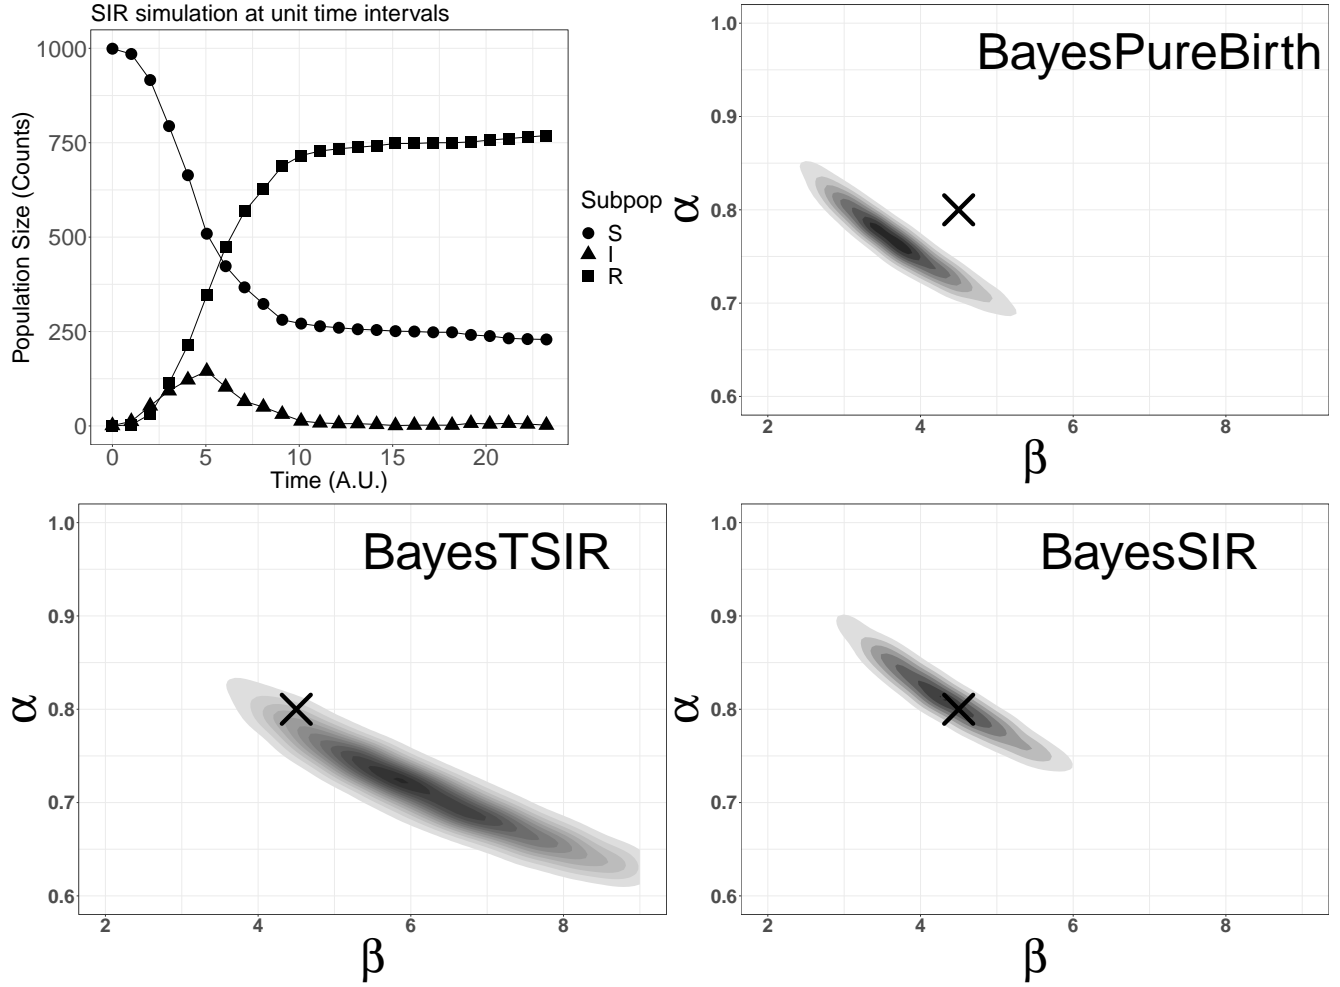 SIR simulation at unit time intervals
Population Size (Counts)
1000
750
500
250
0
0 5 10 15 20
Time (A.U.)
Subpop
S
I
R
BayesPureBirth
α
1.0
0.9
0.8
0.7
0.6
2 4 6 8
β
BayesTSIR
α
1.0
0.9
0.8
0.7
0.6
2 4 6 8
β
BayesSIR
α
1.0
0.9
0.8
0.7
0.6
2 4 6 8
β